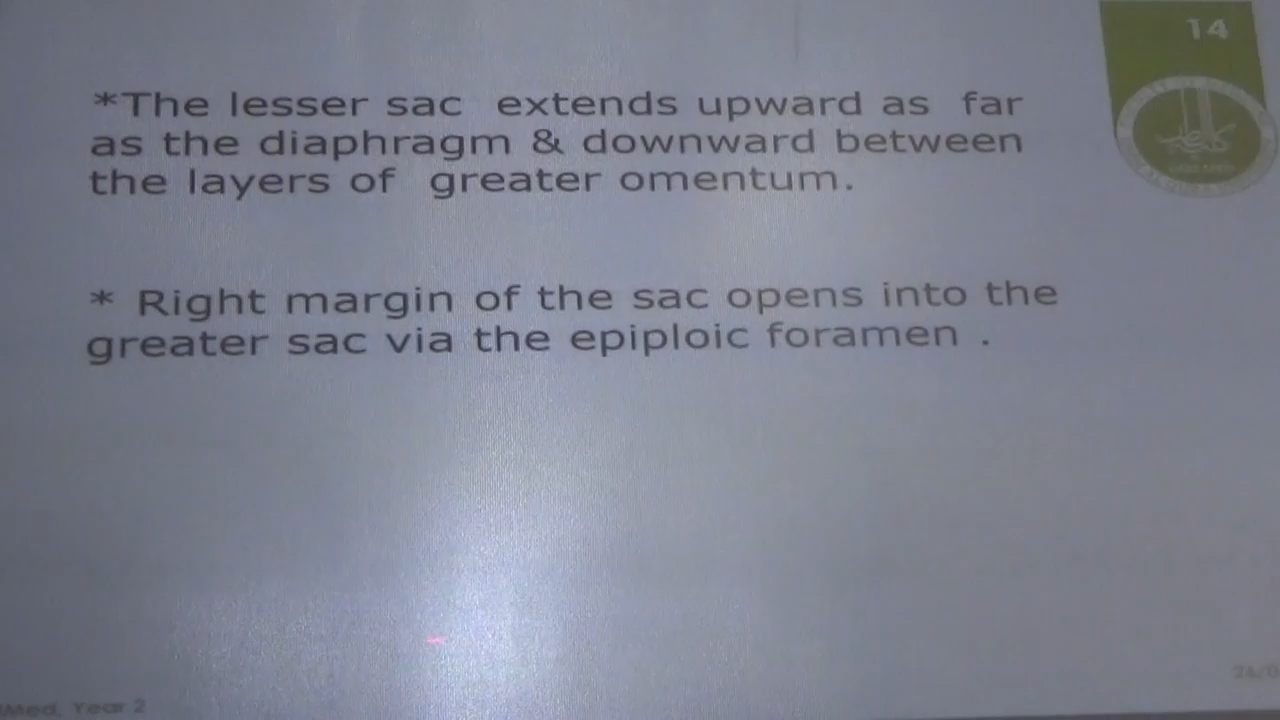 14
*The lesser sac extends upward as far
as the diaphragm & downward between
the layers of greater omentum.
* Right margin of the sac opens into the
greater sac via the epiploic foramen .
Med, Year 2